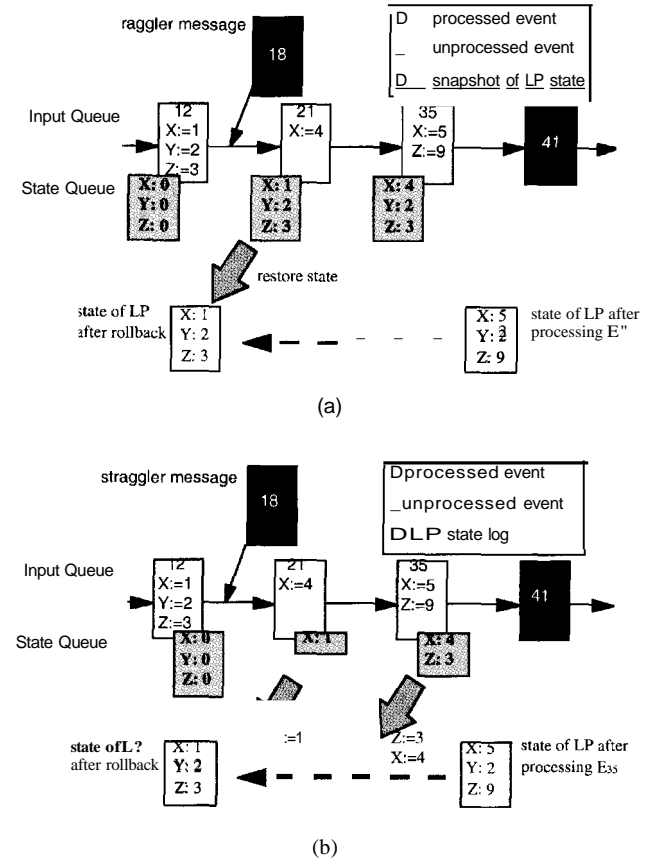 raggler message
18
D processed event
_ unprocessed event
D__ snapshot of LP state
Input Queue
12
X:=1
Y:=2
Z:=3
21
X:=4
35
X:=5
Z:=9
41
State Queue
X: 0
Y: 0
Z: 0
X: 1
Y: 2
Z: 3
X: 4
Y: 2
Z: 3
restore state
state of LP
after rollback
X: 1
Y: 2
Z: 3
X: 5
Y: 2
Z: 9
state of LP after
processing E"
(a)
straggler message
18
Dprocessed event
_unprocessed event
DLP state log
Input Queue
12
X:=1
Y:=2
Z:=3
21
X:=4
35
X:=5
Z:=9
41
State Queue
X: 0
Y: 0
Z: 0
X: 1
X: 4
Z: 3
:=1
Z:=3
X:=4
state of L?
after rollback
X: 1
Y: 2
Z: 3
X: 5
Y: 2
Z: 9
state of LP after
processing E35
(b)